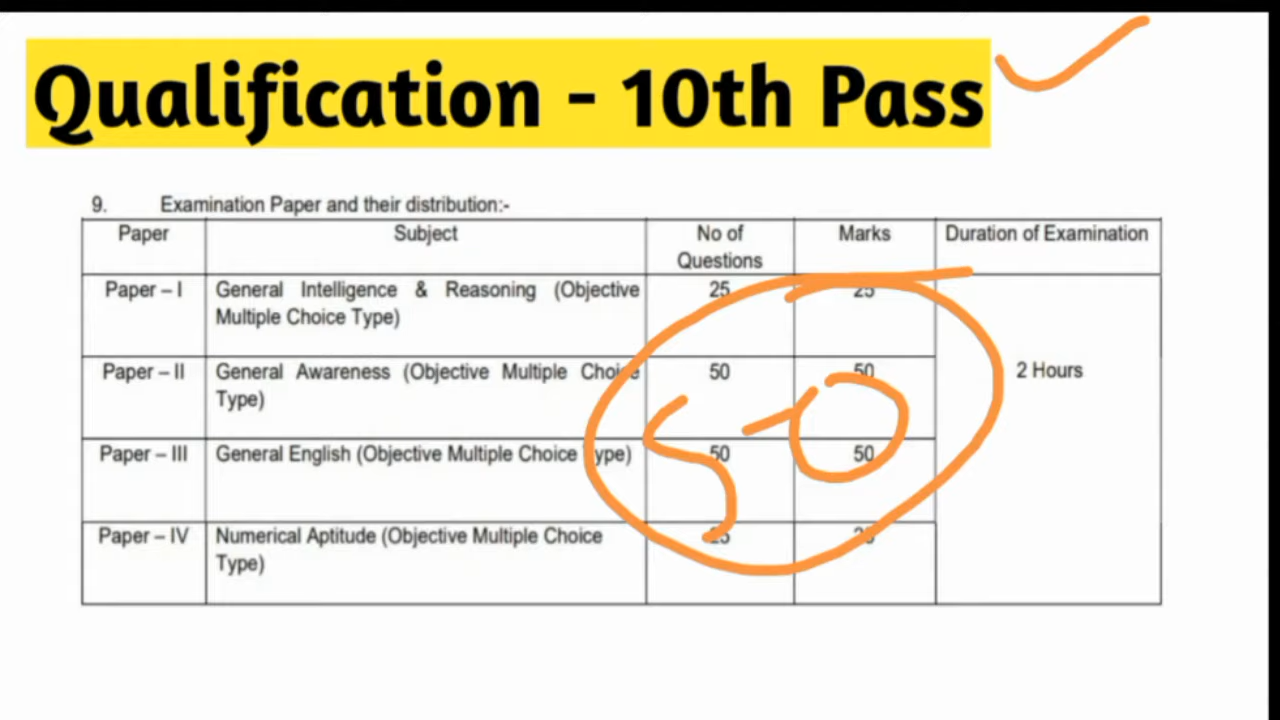 Qualification - 10th Pass
9. Examination Paper and their distribution:-
Paper Subject No of Questions Marks Duration of Examination
Paper – I General Intelligence & Reasoning (Objective Multiple Choice Type) 25 25
Paper – II General Awareness (Objective Multiple Choice Type) 50 50 2 Hours
Paper – III General English (Objective Multiple Choice Type) 50 50
Paper – IV Numerical Aptitude (Objective Multiple Choice Type)
50